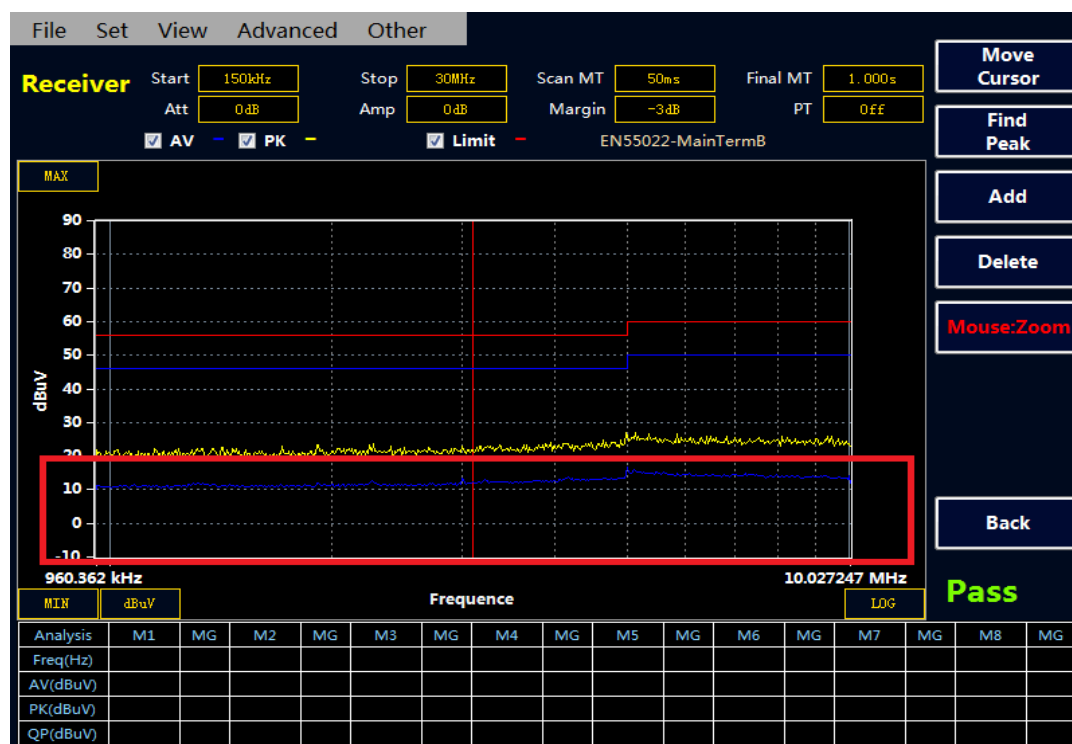 File Set View Advanced Other
Receiver Start 150kHz Stop 30MHz Scan MT 50ms Final MT 1.000s
Att 0dB Amp 0dB Margin -3dB PT Off
AV PK Limit EN55022-MainTermB
Move
Cursor
Find
Peak
Add
Delete
Mouse:Zoom
Back
Pass
MAX
90
80
70
60
50
40
30
20
10
0
-10
dBuV
960.362 kHz 10.027247 MHz
MIN dBuV Frequence LOG
Analysis M1 MG M2 MG M3 MG M4 MG M5 MG M6 MG M7 MG M8 MG
Freq(Hz)
AV(dBuV)
PK(dBuV)
QP(dBuV)